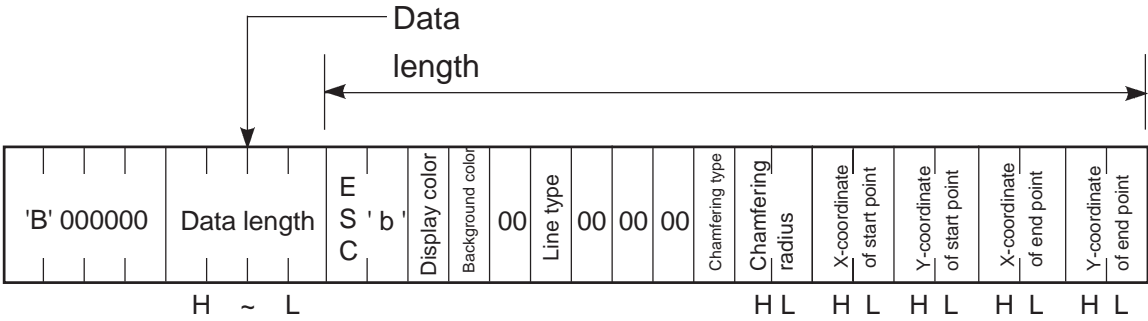 Data
length
'B' 000000
Data length
E
S
C
' b '
Display color
Background color
00
Line type
00
00
00
Chamfering type
Chamfering
radius
X-coordinate
of start point
Y-coordinate
of start point
X-coordinate
of end point
Y-coordinate
of end point
H ~ L
H L
H L
H L
H L
H L